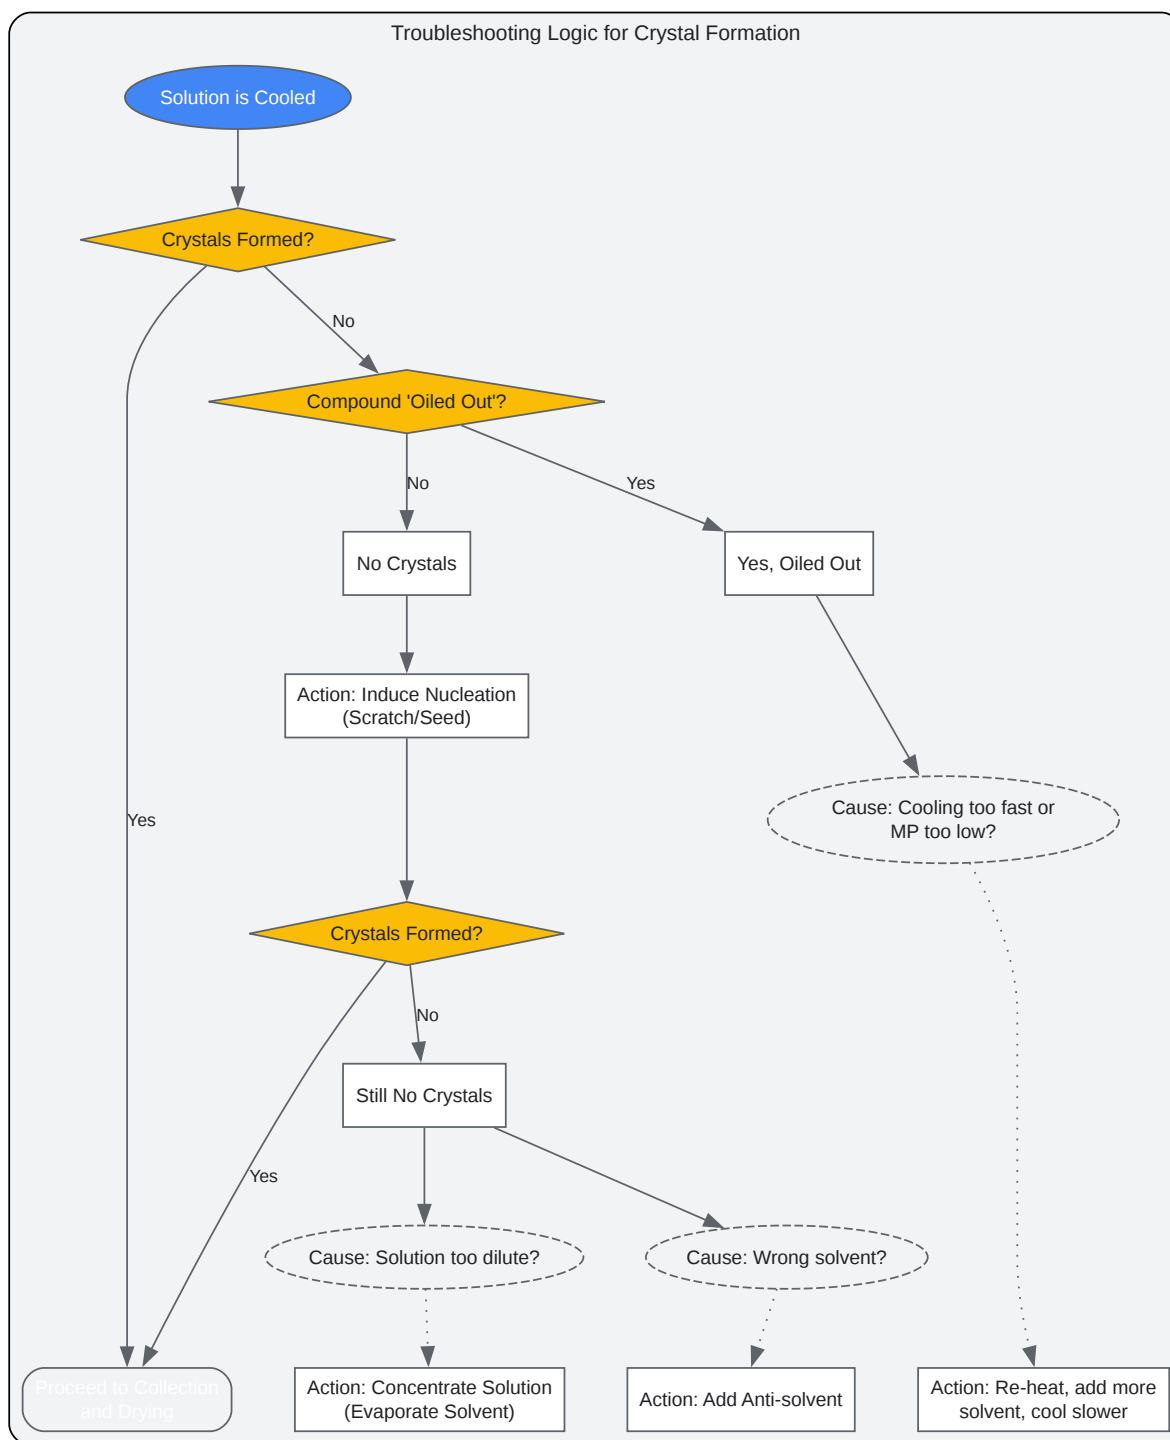 Troubleshooting Logic for Crystal Formation
Solution is Cooled
Crystals Formed?
No
Compound 'Oiled Out'?
No
Yes
No Crystals
Yes, Oiled Out
Action: Induce Nucleation
(Scratch/Seed)
Cause: Cooling too fast or
MP too low?
Yes
Crystals Formed?
No
Still No Crystals
Yes
Cause: Solution too dilute?
Cause: Wrong solvent?
Proceed to Collection
and Drying
Action: Concentrate Solution
(Evaporate Solvent)
Action: Add Anti-solvent
Action: Re-heat, add more
solvent, cool slower